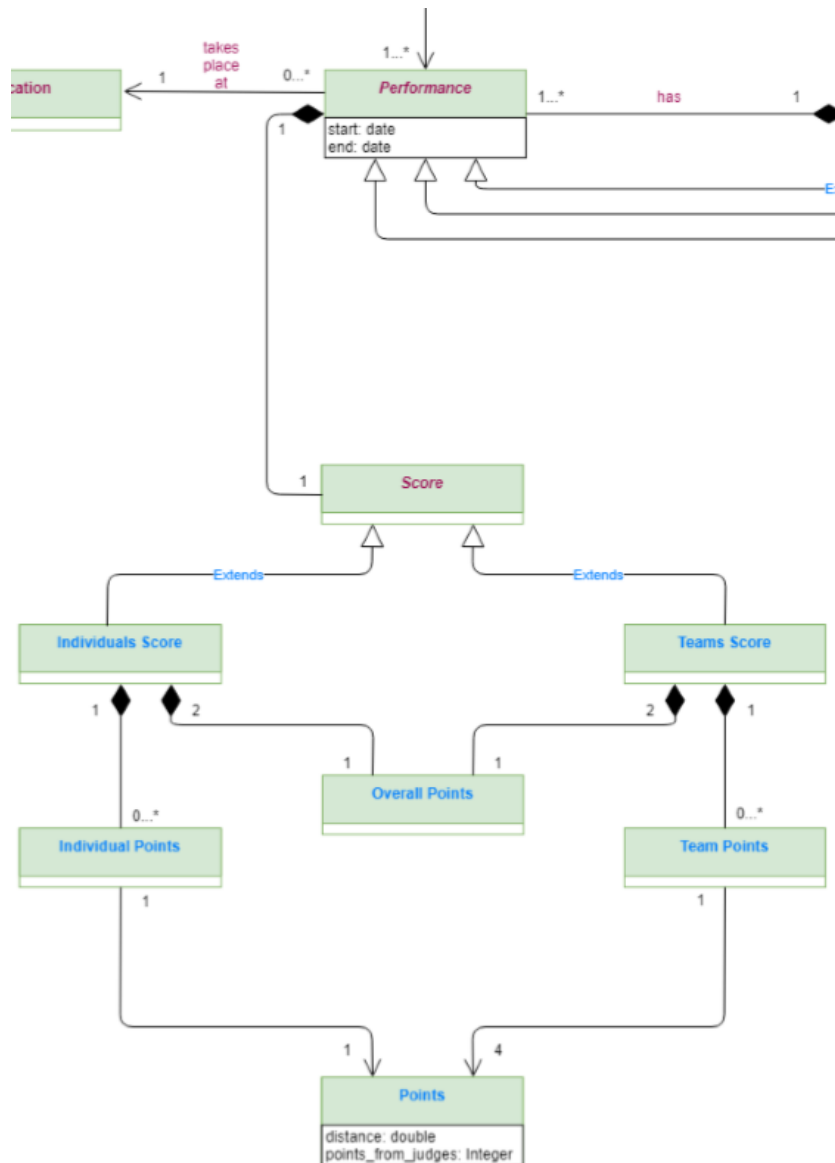 takes
place
at
1
0...*
1...*
cation
Performance
1...*
has
1
1
start: date
end: date
1
Score
Extends
Extends
Individuals Score
Teams Score
1
2
2
1
1
1
Overall Points
0...*
0...*
Individual Points
Team Points
1
1
1
4
Points
distance: double
points_from_judges: Integer